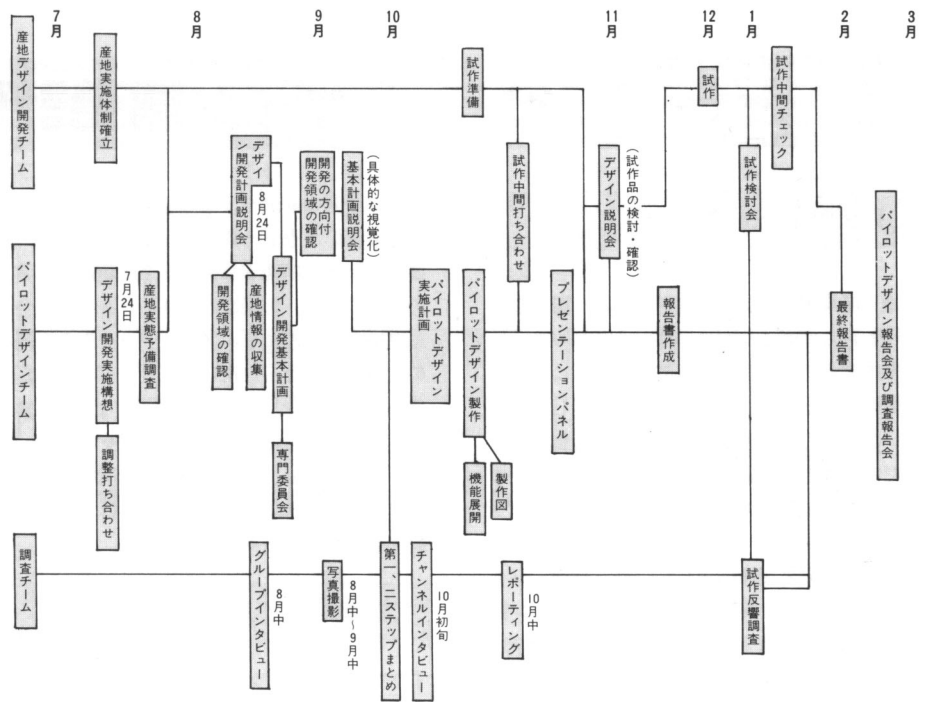 7月
8月
9月
10月
11月
12月
1月
2月
3月
産地デザイン開発チーム
産地実施体制確立
試作準備
試作
試作中間チェック
デザイン開発計画説明会
8月24日
開発の方向付
開発領域の確認
基本計画説明会
(具体的な視覚化)
試作中間打ち合わせ
デザイン説明会
(試作品の検討・確認)
試作検討会
パイロットデザインチーム
デザイン開発実施構想
7月24日
産地実態予備調査
開発領域の確認
産地情報の収集
デザイン開発基本計画
パイロットデザイン
実施計画
パイロットデザイン製作
プレゼンテーションパネル
報告書作成
最終報告書
パイロットデザイン報告会及び調査報告会
調整打ち合わせ
専門委員会
機能展開
製作図
調査チーム
グループインタビュー
8月中
写真撮影
8月中〜9月中
第一、二ステップまとめ
チャンネルインタビュー
10月初旬
レポーティング
10月中
試作反響調査